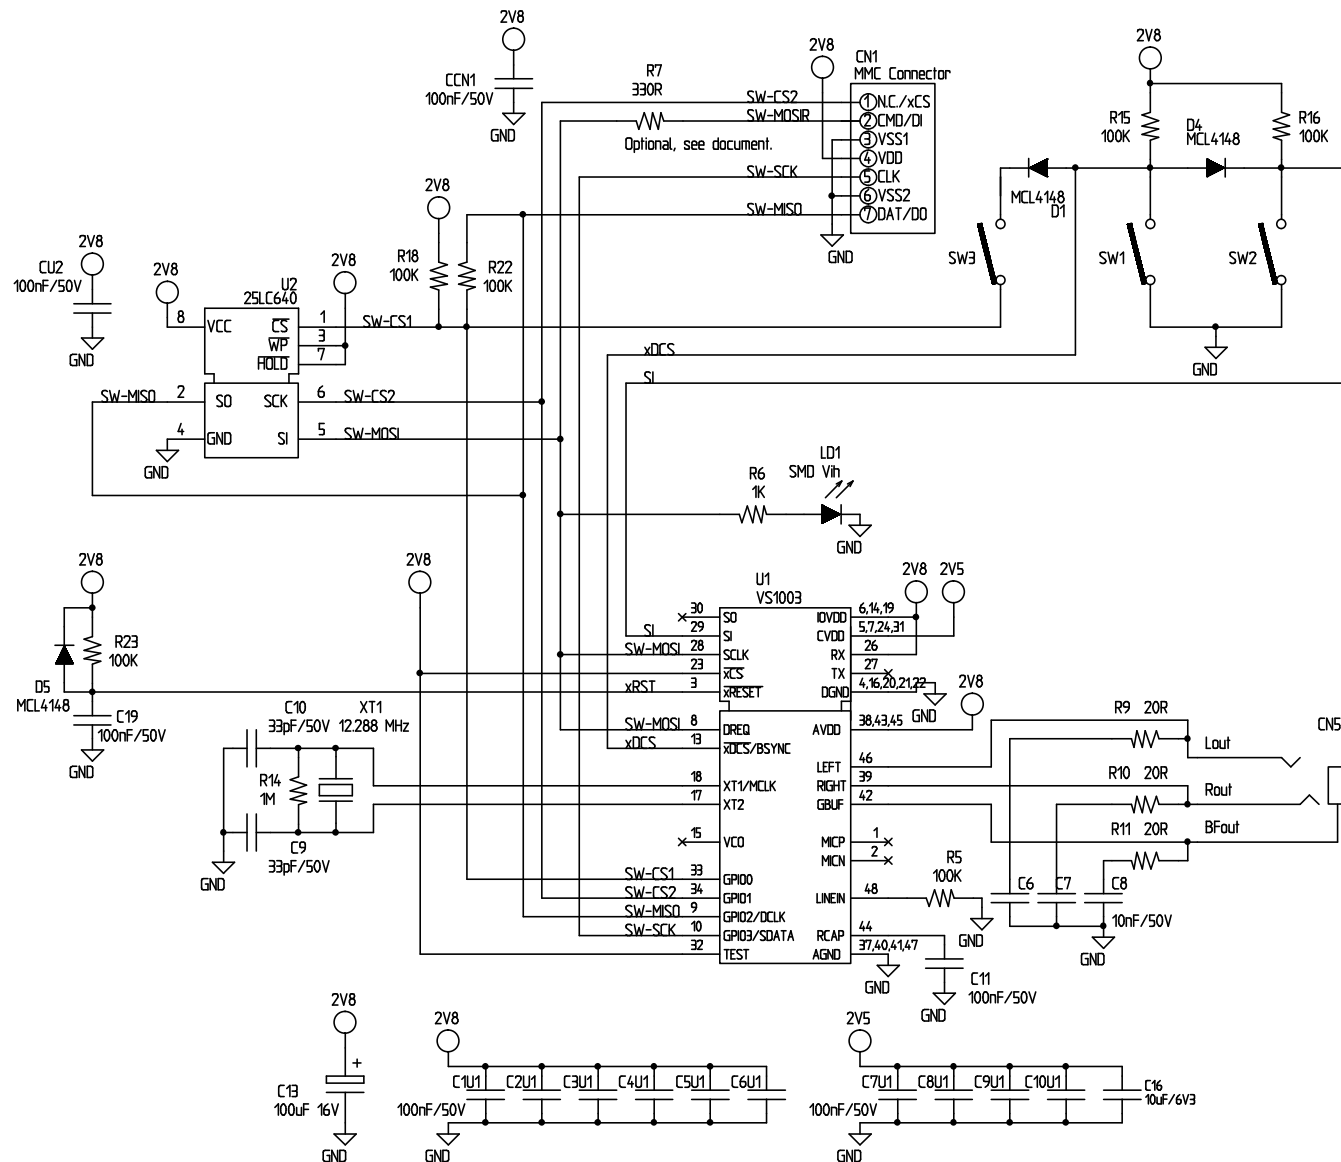 2V8
CCN1
100nF/50V
GND
R7
330R
Optional, see document.
2V8
CN1
MMC Connector
SW-CS2
1 N.C./xCS
SW-MOSIR
2 CMD/DI
3 VSS1
4 VDD
SW-SCK
5 CLK
6 VSS2
SW-MISO
7 DAT/DO
GND
2V8
R15
100K
D4
MCL4148
R16
100K
MCL4148
D1
SW3
SW1
SW2
GND
2V8
R18
100K
R22
100K
2V8
CU2
100nF/50V
GND
2V8
2V8
U2
25LC640
8 VCC
CS 1
SW-CS1
WP 3
HOLD 7
SW-MISO
2 SO
SCK 6
SW-CS2
4 GND
SI 5
SW-MOSI
GND
xDCS
SI
R6
1K
LD1
SMD Vih
GND
2V8
R23
100K
D5
MCL4148
C19
100nF/50V
GND
2V8
xRST
U1
VS1003
2V8
2V5
30 SO
SI
29 SI
SW-MOSI
28 SCLK
23 xCS
3 xRESET
SW-MOSI
8 DREQ
xDCS
13 xDCS/BSYNC
18 XT1/MCLK
17 XT2
15 VCO
SW-CS1
33 GPIO0
SW-CS2
34 GPIO1
SW-MISO
9 GPIO2/DCLK
SW-SCK
10 GPIO3/SDATA
32 TEST
IOVDD 6,14,19
CVDD 5,7,24,31
RX 26
TX 27
DGND 4,16,20,21,22
GND
2V8
AVDD 38,43,45
LEFT 46
RIGHT 39
GBUF 42
MICP 1
MICN 2
LINEIN 48
RCAP 44
AGND 37,40,41,47
GND
R5
100K
GND
C11
100nF/50V
GND
C10
33pF/50V
XT1
12.288 MHz
R14
1M
C9
33pF/50V
GND
R9 20R
Lout
CN5
R10 20R
Rout
R11 20R
BFout
C6
C7
C8
10nF/50V
GND
2V8
+
C13
100uF 16V
GND
2V8
C1U1
C2U1
C3U1
C4U1
C5U1
C6U1
100nF/50V
GND
2V5
C7U1
C8U1
C9U1
C10U1
C16
10uF/6V3
100nF/50V
GND